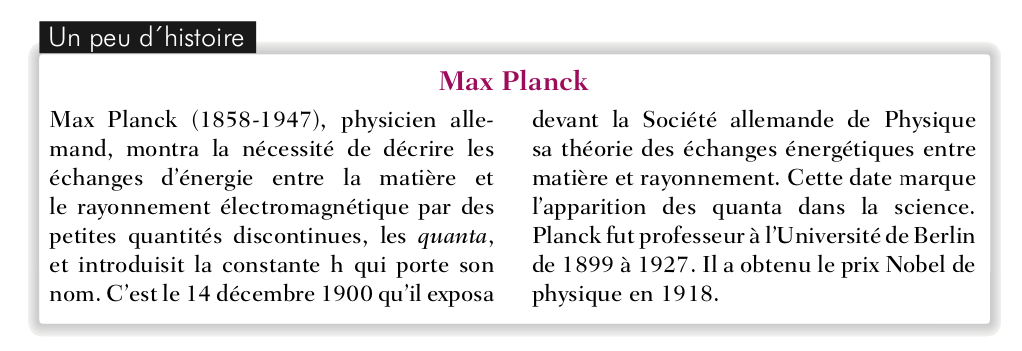 Un peu d´histoire
Max Planck
Max Planck (1858-1947), physicien alle-
mand, montra la nécessité de décrire les
échanges d'énergie entre la matière et
le rayonnement électromagnétique par des
petites quantités discontinues, les quanta,
et introduisit la constante h qui porte son
nom. C'est le 14 décembre 1900 qu'il exposa
devant la Société allemande de Physique
sa théorie des échanges énergétiques entre
matière et rayonnement. Cette date marque
l'apparition des quanta dans la science.
Planck fut professeur à l'Université de Berlin
de 1899 à 1927. Il a obtenu le prix Nobel de
physique en 1918.